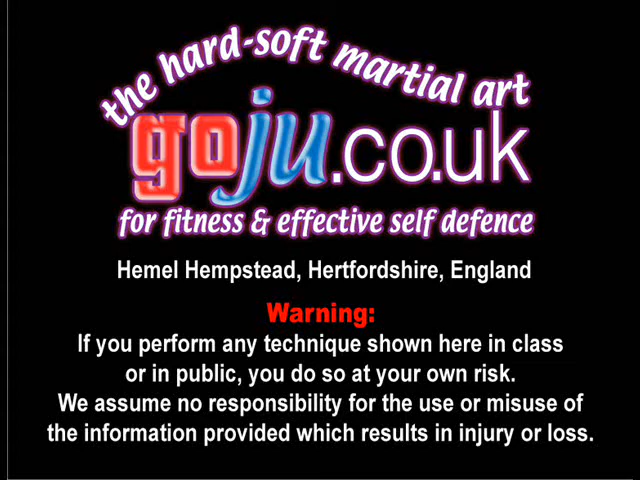 the hard-soft martial art
goju.co.uk
for fitness & effective self defence
Hemel Hempstead, Hertfordshire, England
Warning:
If you perform any technique shown here in class
or in public, you do so at your own risk.
We assume no responsibility for the use or misuse of
the information provided which results in injury or loss.